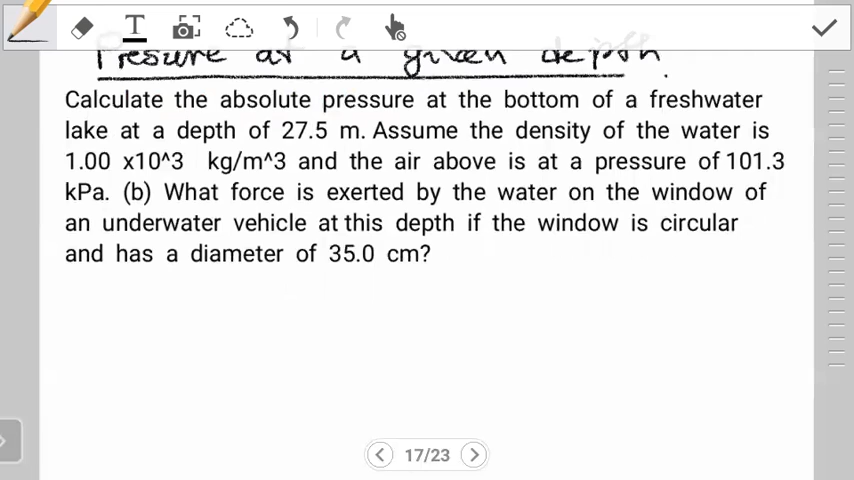 T
Presure at a given depth.
Calculate the absolute pressure at the bottom of a freshwater
lake at a depth of 27.5 m. Assume the density of the water is
1.00 x10^3 kg/m^3 and the air above is at a pressure of 101.3
kPa. (b) What force is exerted by the water on the window of
an underwater vehicle at this depth if the window is circular
and has a diameter of 35.0 cm?
17/23